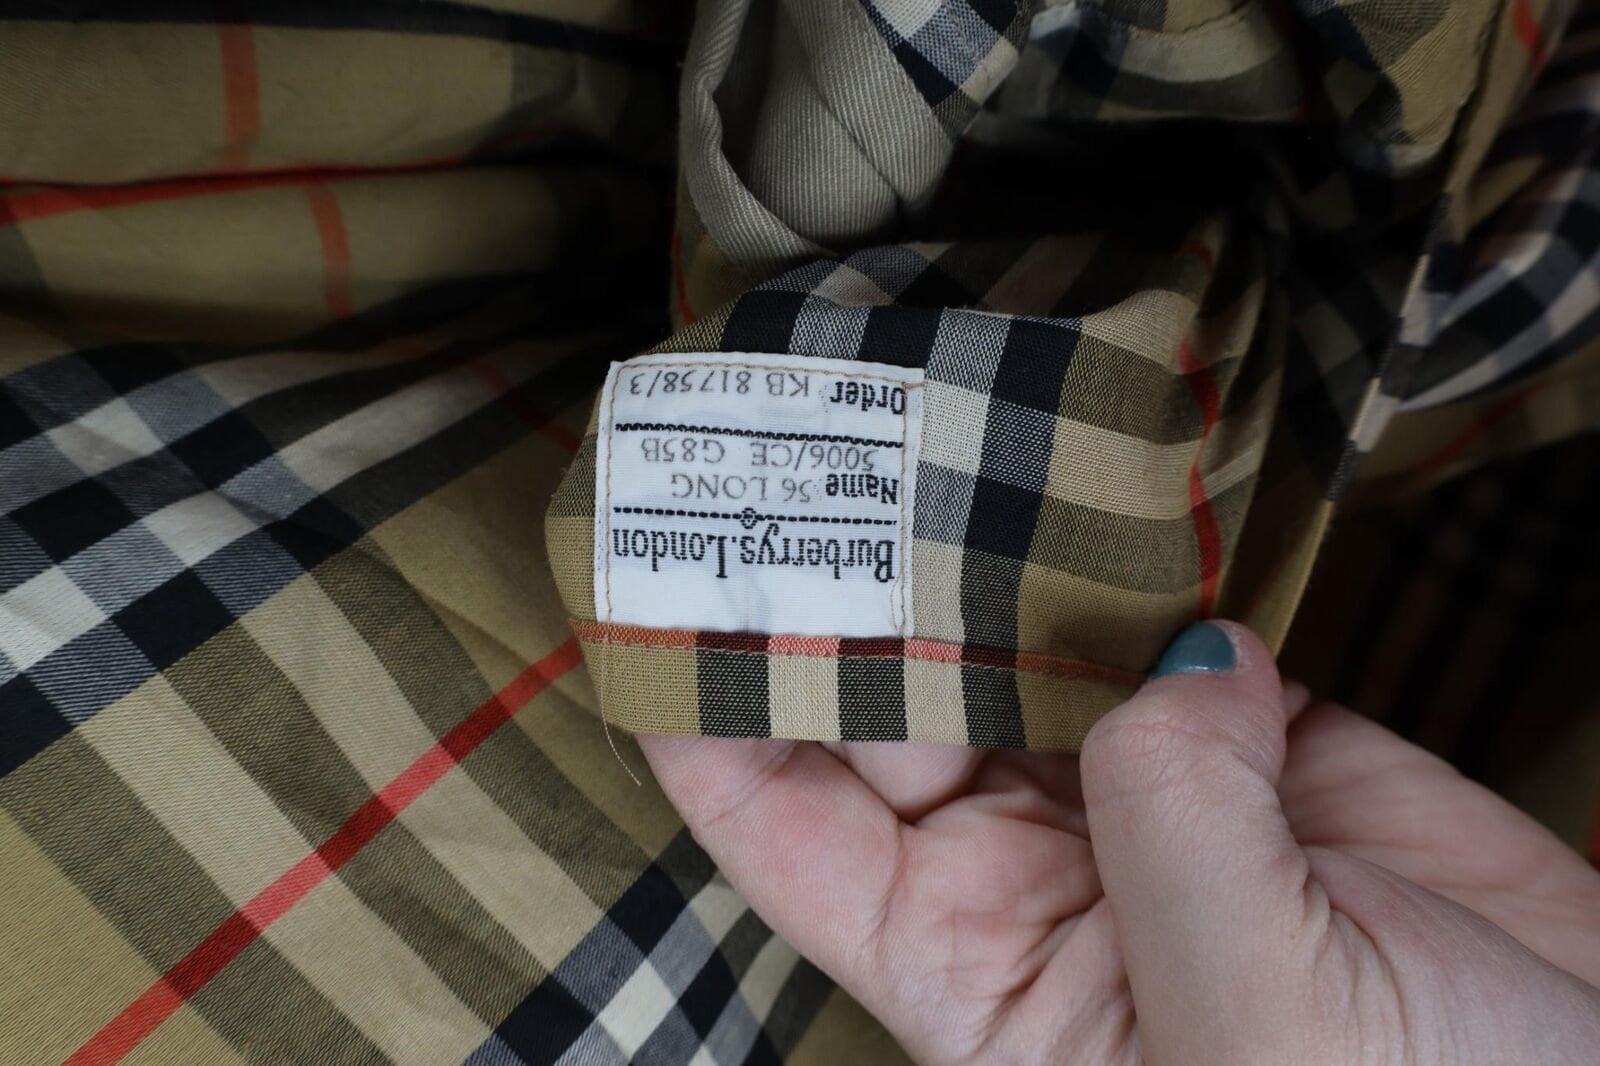 Burberrys. London
Name 56 LONG
5006/CE G85B
Order KB 81758/3